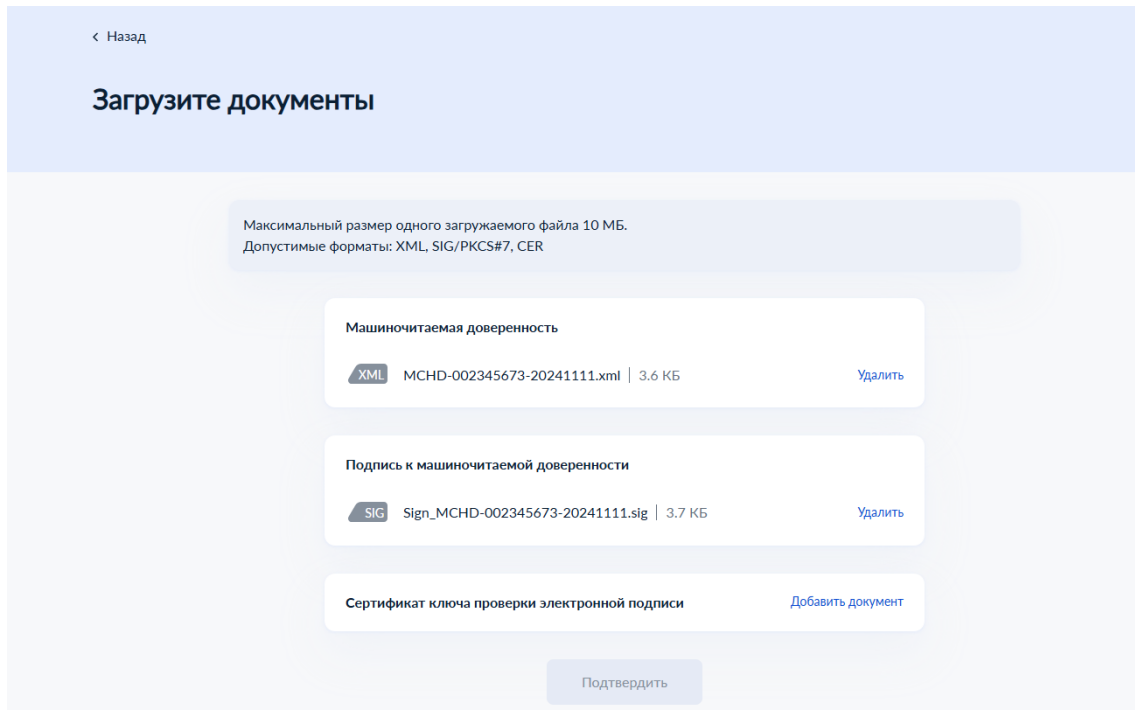 Назад
Загрузите документы
Максимальный размер одного загружаемого файла 10 МБ.
Допустимые форматы: XML, SIG/PKCS#7, CER
Машиночитаемая доверенность
XML MCHD-002345673-20241111.xml | 3.6 КБ Удалить
Подпись к машиночитаемой доверенности
SIG Sign_MCHD-002345673-20241111.sig | 3.7 КБ Удалить
Сертификат ключа проверки электронной подписи Добавить документ
Подтвердить